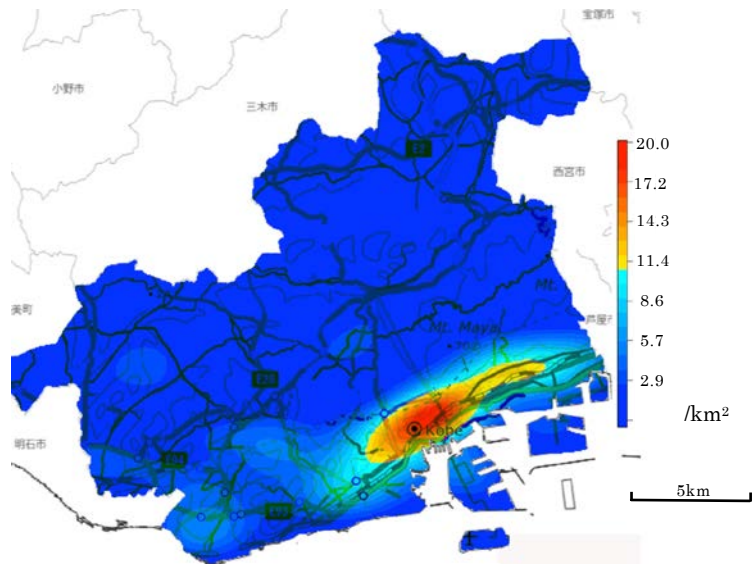 宝塚市
小野市
三木市
西宮市
20.0
17.2
14.3
11.4
8.6
5.7
2.9
/km²
美町
Mt.
Mt. Maya
芦屋
E28
Kobe
明石市
5km